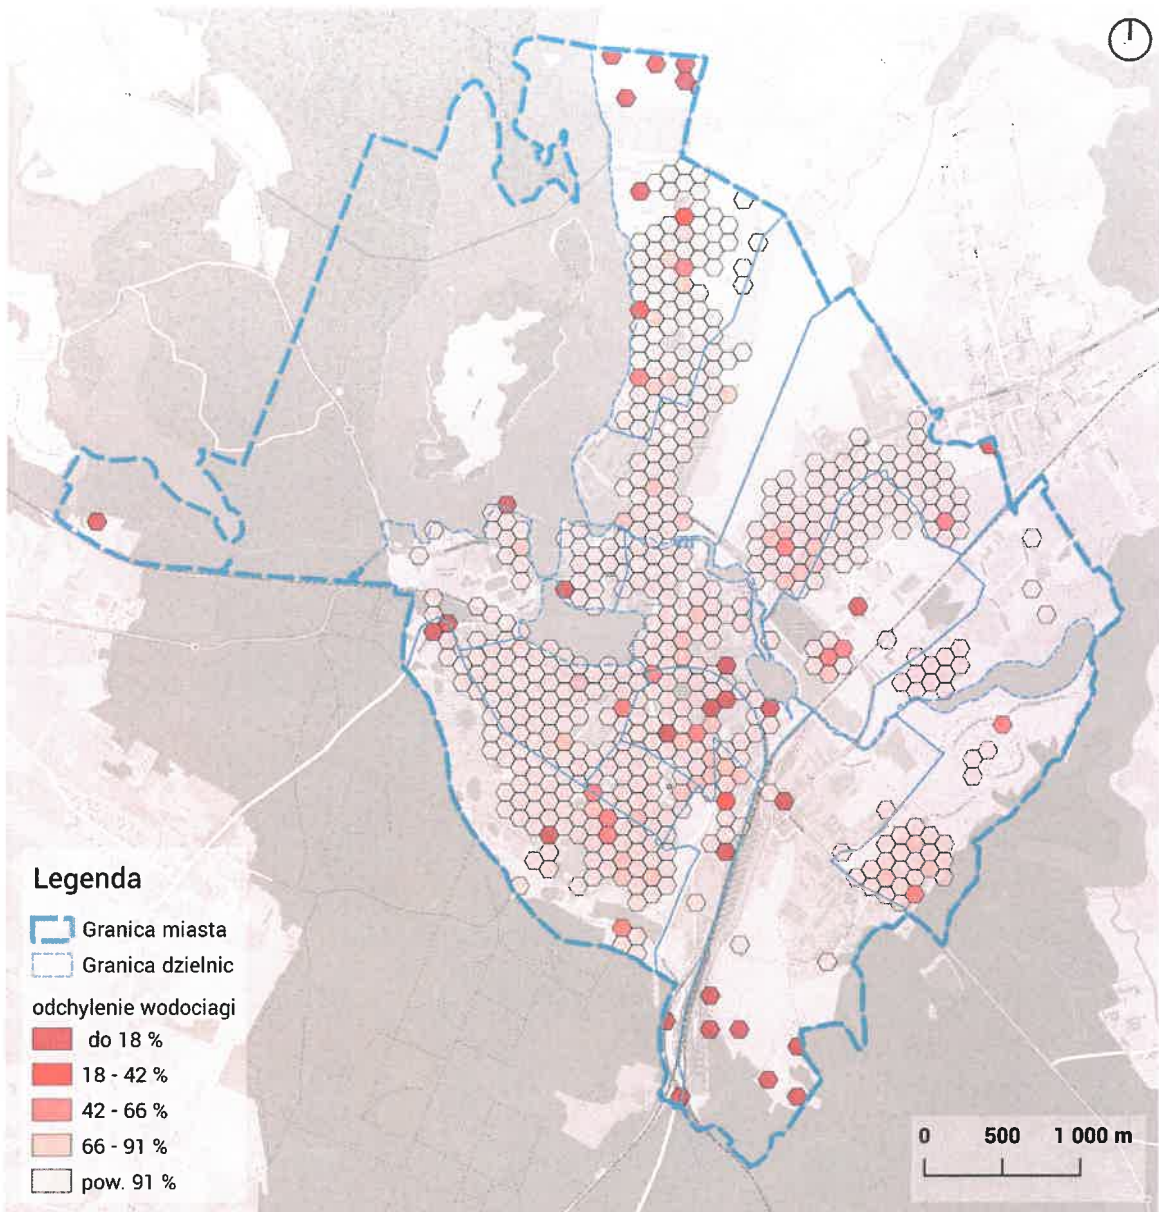 Legenda
Granica miasta
Granica dzielnic
odchylenie wodociagi
do 18 %
18 - 42 %
42 - 66 %
66 - 91 %
pow. 91 %
0 500 1 000 m